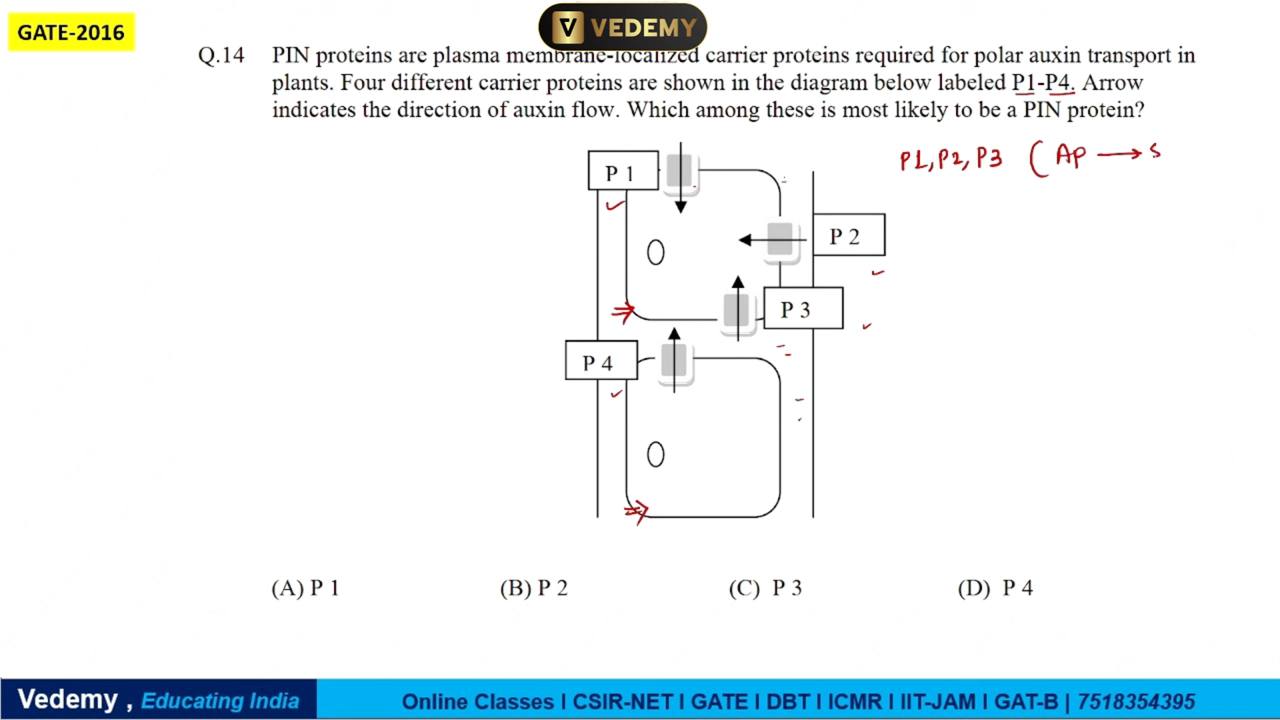 GATE-2016
VEDEMY
Q.14 PIN proteins are plasma membrane-localized carrier proteins required for polar auxin transport in
plants. Four different carrier proteins are shown in the diagram below labeled P1-P4. Arrow
indicates the direction of auxin flow. Which among these is most likely to be a PIN protein?
P1, P2, P3 ( Ap → s
P 1
P 2
P 3
P 4
(A) P 1 (B) P 2 (C) P 3 (D) P 4
Vedemy , Educating India
Online Classes I CSIR-NET I GATE I DBT I ICMR I IIT-JAM I GAT-B | 7518354395